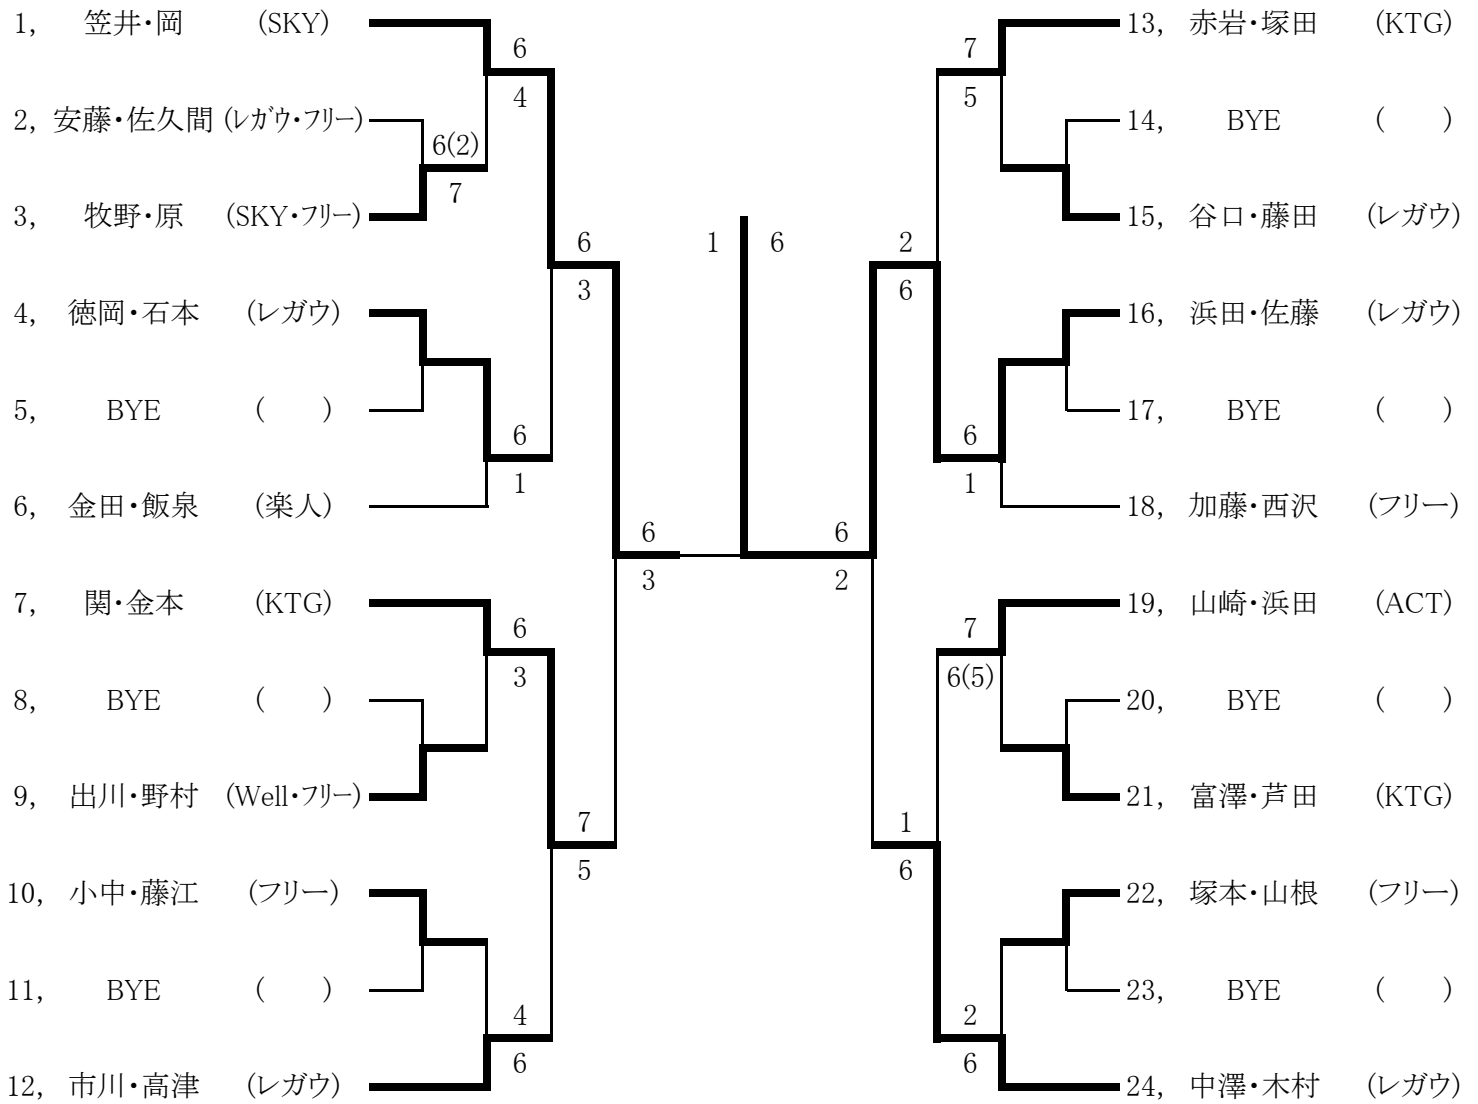 1, 笠井・岡 (SKY)
6
4
2, 安藤・佐久間 (レガウ・フリー)
6(2)
7
3, 牧野・原 (SKY・フリー)
6
3
4, 徳岡・石本 (レガウ)
5, BYE ( )
6
1
6, 金田・飯泉 (楽人)
6
3
7, 関・金本 (KTG)
6
3
8, BYE ( )
9, 出川・野村 (Well・フリー)
7
5
10, 小中・藤江 (フリー)
11, BYE ( )
4
6
12, 市川・高津 (レガウ)
1 6
13, 赤岩・塚田 (KTG)
7
5
14, BYE ( )
15, 谷口・藤田 (レガウ)
2
6
16, 浜田・佐藤 (レガウ)
17, BYE ( )
6
1
18, 加藤・西沢 (フリー)
6
2
19, 山崎・浜田 (ACT)
7
6(5)
20, BYE ( )
21, 富澤・芦田 (KTG)
1
6
22, 塚本・山根 (フリー)
23, BYE ( )
2
6
24, 中澤・木村 (レガウ)